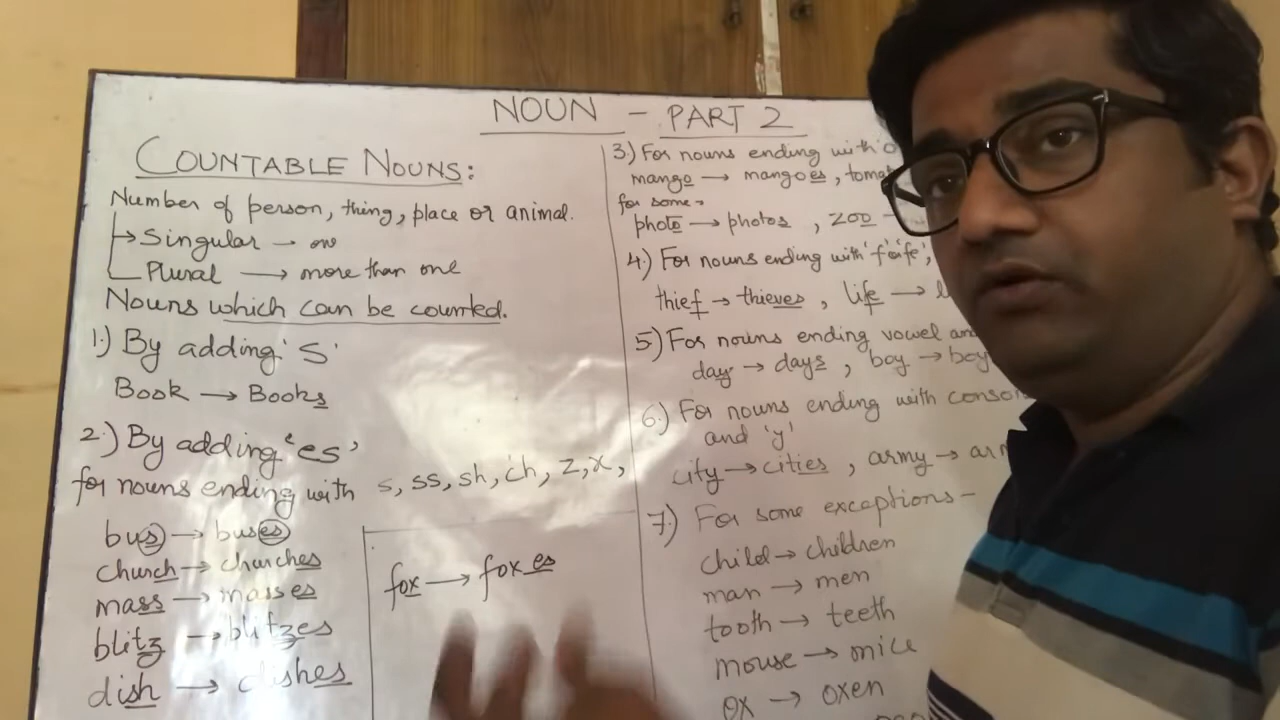 NOUN - PART 2
COUNTABLE NOUNS:
Number of person, thing, place or animal.
Singular → one
Plural → more than one
Nouns which can be counted.
1.) By adding 'S'
Book → Books
2.) By adding 'es'
for nouns ending with s, ss, sh, ch, z, x,
bus → buses
church → churches
mass → masses
blitz → blitzes
dish → dishes
fox → foxes
3.) For nouns ending with 'o
mango → mangoes,
for some →
photo → photos, zoo →
4.) For nouns ending with 'f' or 'fe',
thief → thieves, life →
5.) For nouns ending vowel
day → days, boy →
6.) For nouns ending with
and 'y'
city → cities, army →
7.) For some exceptions -
child → children
man → men
tooth → teeth
mouse → mice
ox → oxen